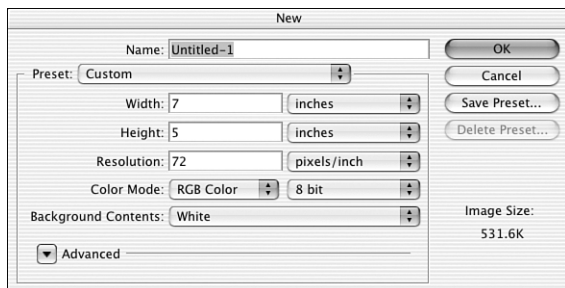 New
Name: Untitled-1
OK
Preset: Custom
Cancel
Width: 7 inches
Save Preset...
Height: 5 inches
Delete Preset...
Resolution: 72 pixels/inch
Color Mode: RGB Color 8 bit
Background Contents: White
Image Size:
531.6K
Advanced